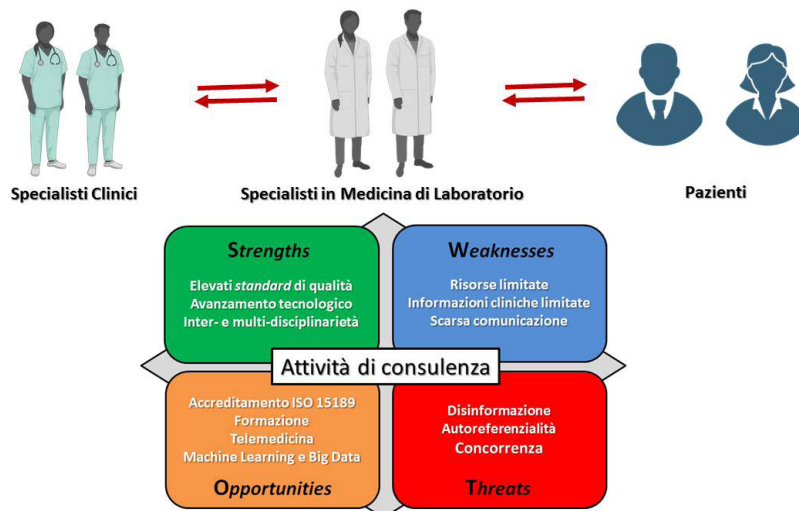 Specialisti Clinici
Specialisti in Medicina di Laboratorio
Pazienti
Strengths
Elevati standard di qualità
Avanzamento tecnologico
Inter- e multi-disciplinarietà
Weaknesses
Risorse limitate
Informazioni cliniche limitate
Scarsa comunicazione
Attività di consulenza
Accreditamento ISO 15189
Formazione
Telemedicina
Machine Learning e Big Data
Opportunities
Disinformazione
Autoreferenzialità
Concorrenza
Threats